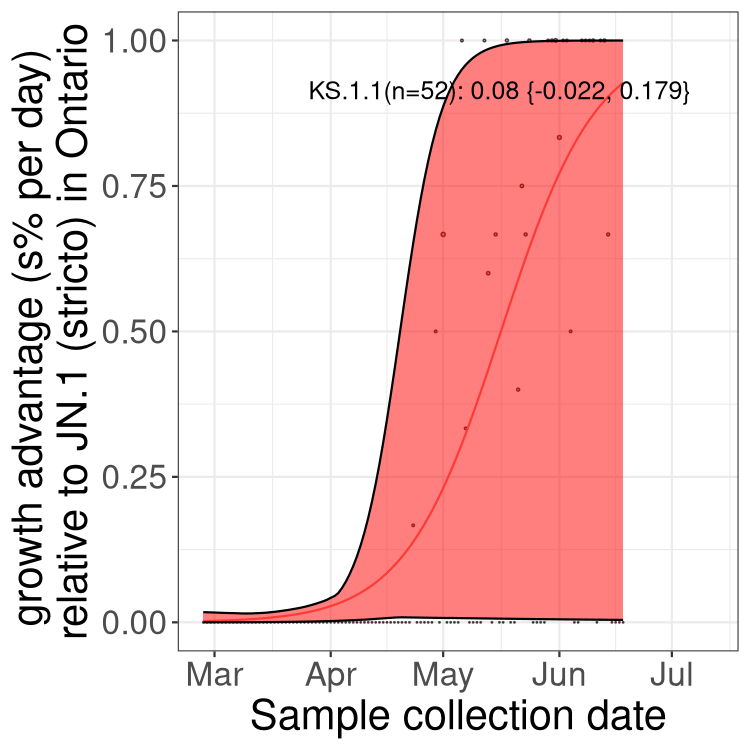 growth advantage (s% per day)
relative to JN.1 (stricto) in Ontario
1.00
0.75
0.50
0.25
0.00
KS.1.1(n=52): 0.08 {-0.022, 0.179}
Mar Apr May Jun Jul
Sample collection date